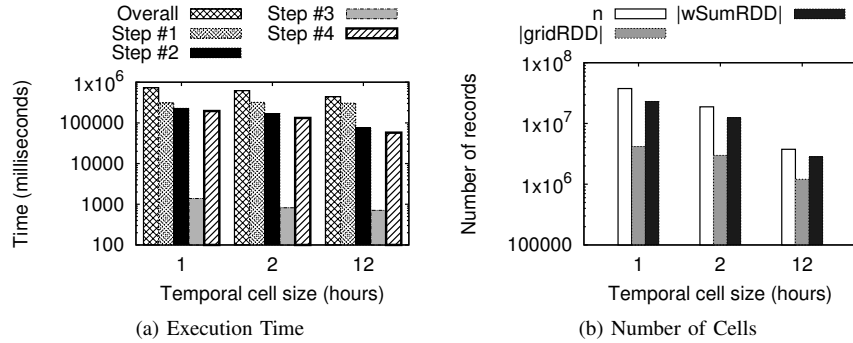 Overall
Step #1
Step #2
Step #3
Step #4
1x10^6
100000
10000
1000
100
Time (milliseconds)
1 2 12
Temporal cell size (hours)
(a) Execution Time
n
|gridRDD|
|wSumRDD|
1x10^8
1x10^7
1x10^6
100000
Number of records
1 2 12
Temporal cell size (hours)
(b) Number of Cells